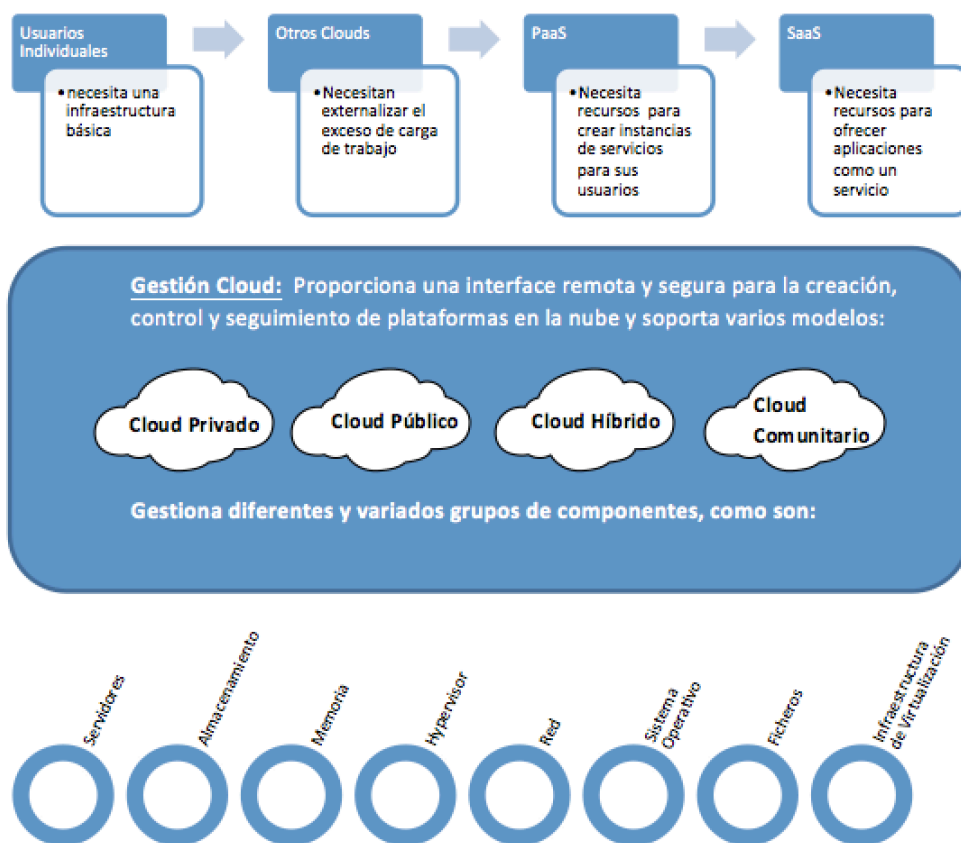 Usuarios
Individuales
•necesita una
infraestructura
básica
Otros Clouds
•Necesitan
externalizar el
exceso de carga
de trabajo
PaaS
•Necesita
recursos para
crear instancias
de servicios
para sus
usuarios
SaaS
•Necesita
recursos para
ofrecer
aplicaciones
como un
servicio
Gestión Cloud: Proporciona una interface remota y segura para la creación,
control y seguimiento de plataformas en la nube y soporta varios modelos:
Cloud Privado
Cloud Público
Cloud Híbrido
Cloud
Comunitario
Gestiona diferentes y variados grupos de componentes, como son:
Servidores
Almacenamiento
Memoria
Hypervisor
Red
Sistema
Operativo
Ficheros
Infraestructura
de Virtualización